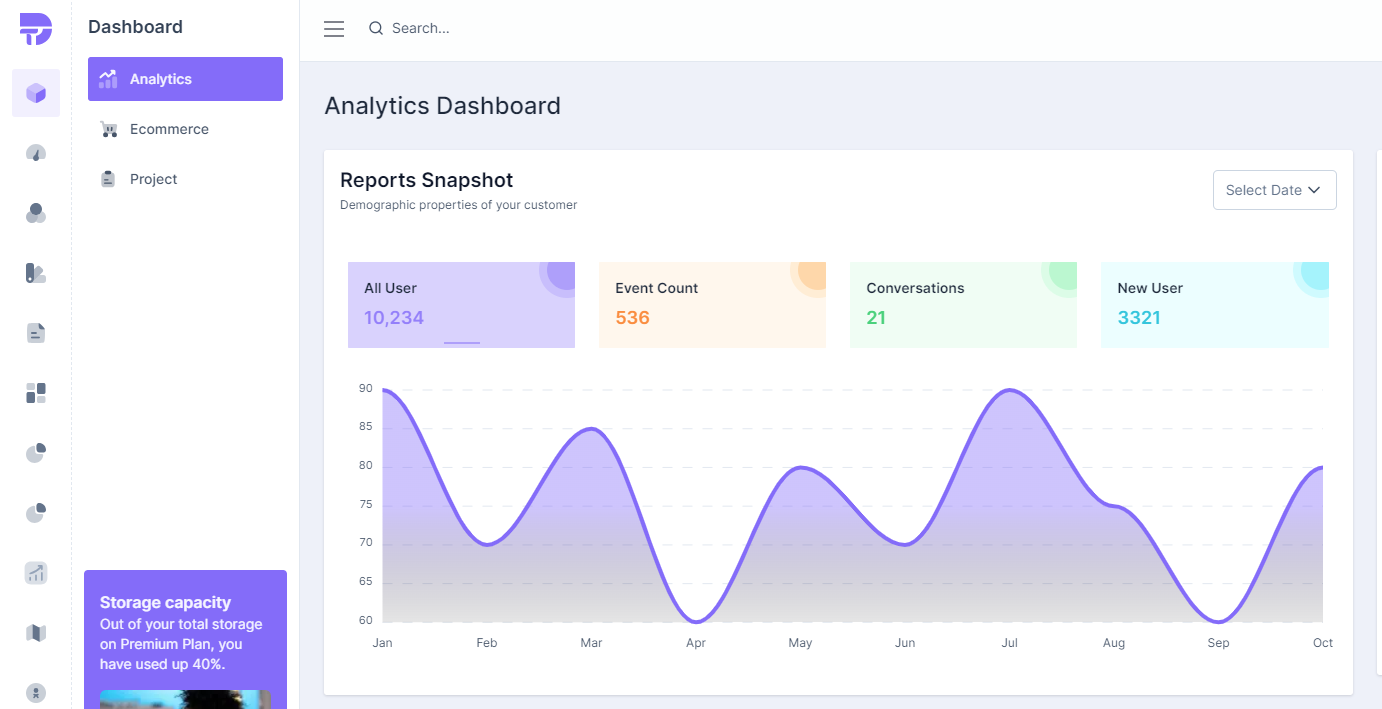 Dashboard
Analytics
Ecommerce
Project
Storage capacity
Out of your total storage
on Premium Plan, you
have used up 40%.
Search...
Analytics Dashboard
Reports Snapshot
Demographic properties of your customer
Select Date
All User
10,234
Event Count
536
Conversations
21
New User
3321
90
85
80
75
70
65
60
Jan Feb Mar Apr May Jun Jul Aug Sep Oct